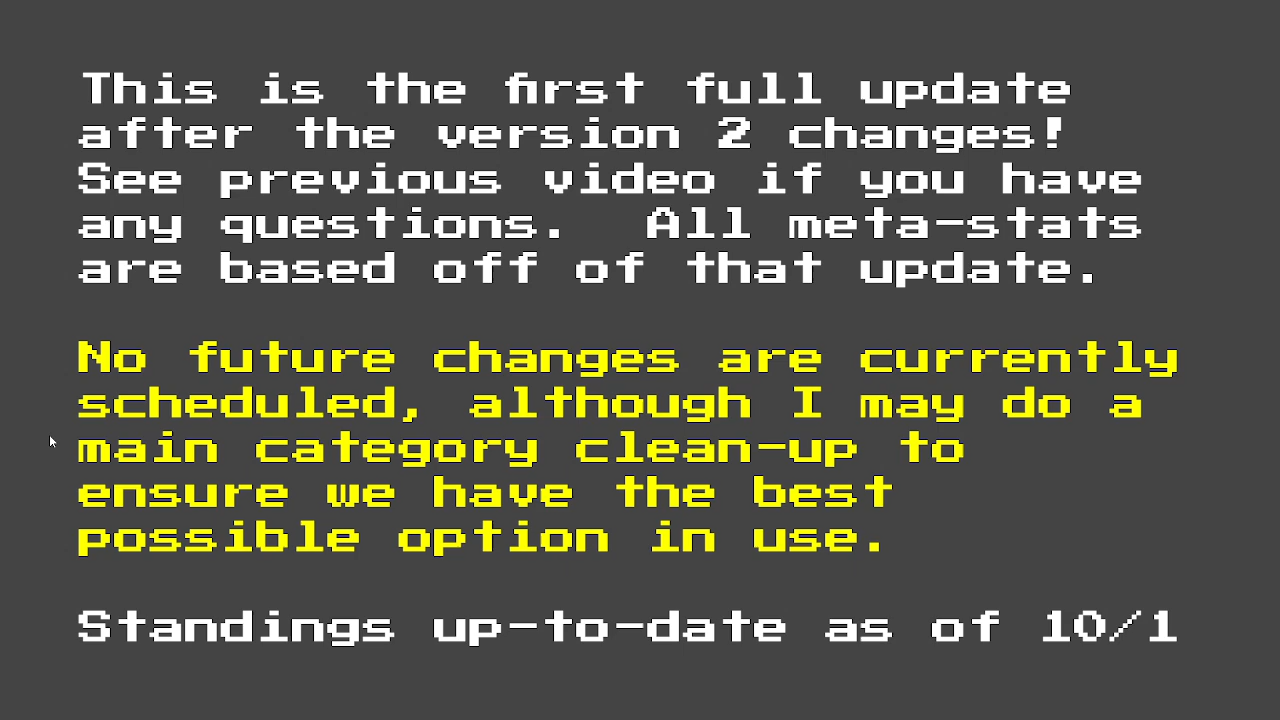 This is the first full update
after the version 2 changes!
See previous video if you have
any questions.  All meta-stats
are based off of that update.
No future changes are currently
scheduled, although I may do a
main category clean-up to
ensure we have the best
possible option in use.
Standings up-to-date as of 10/1